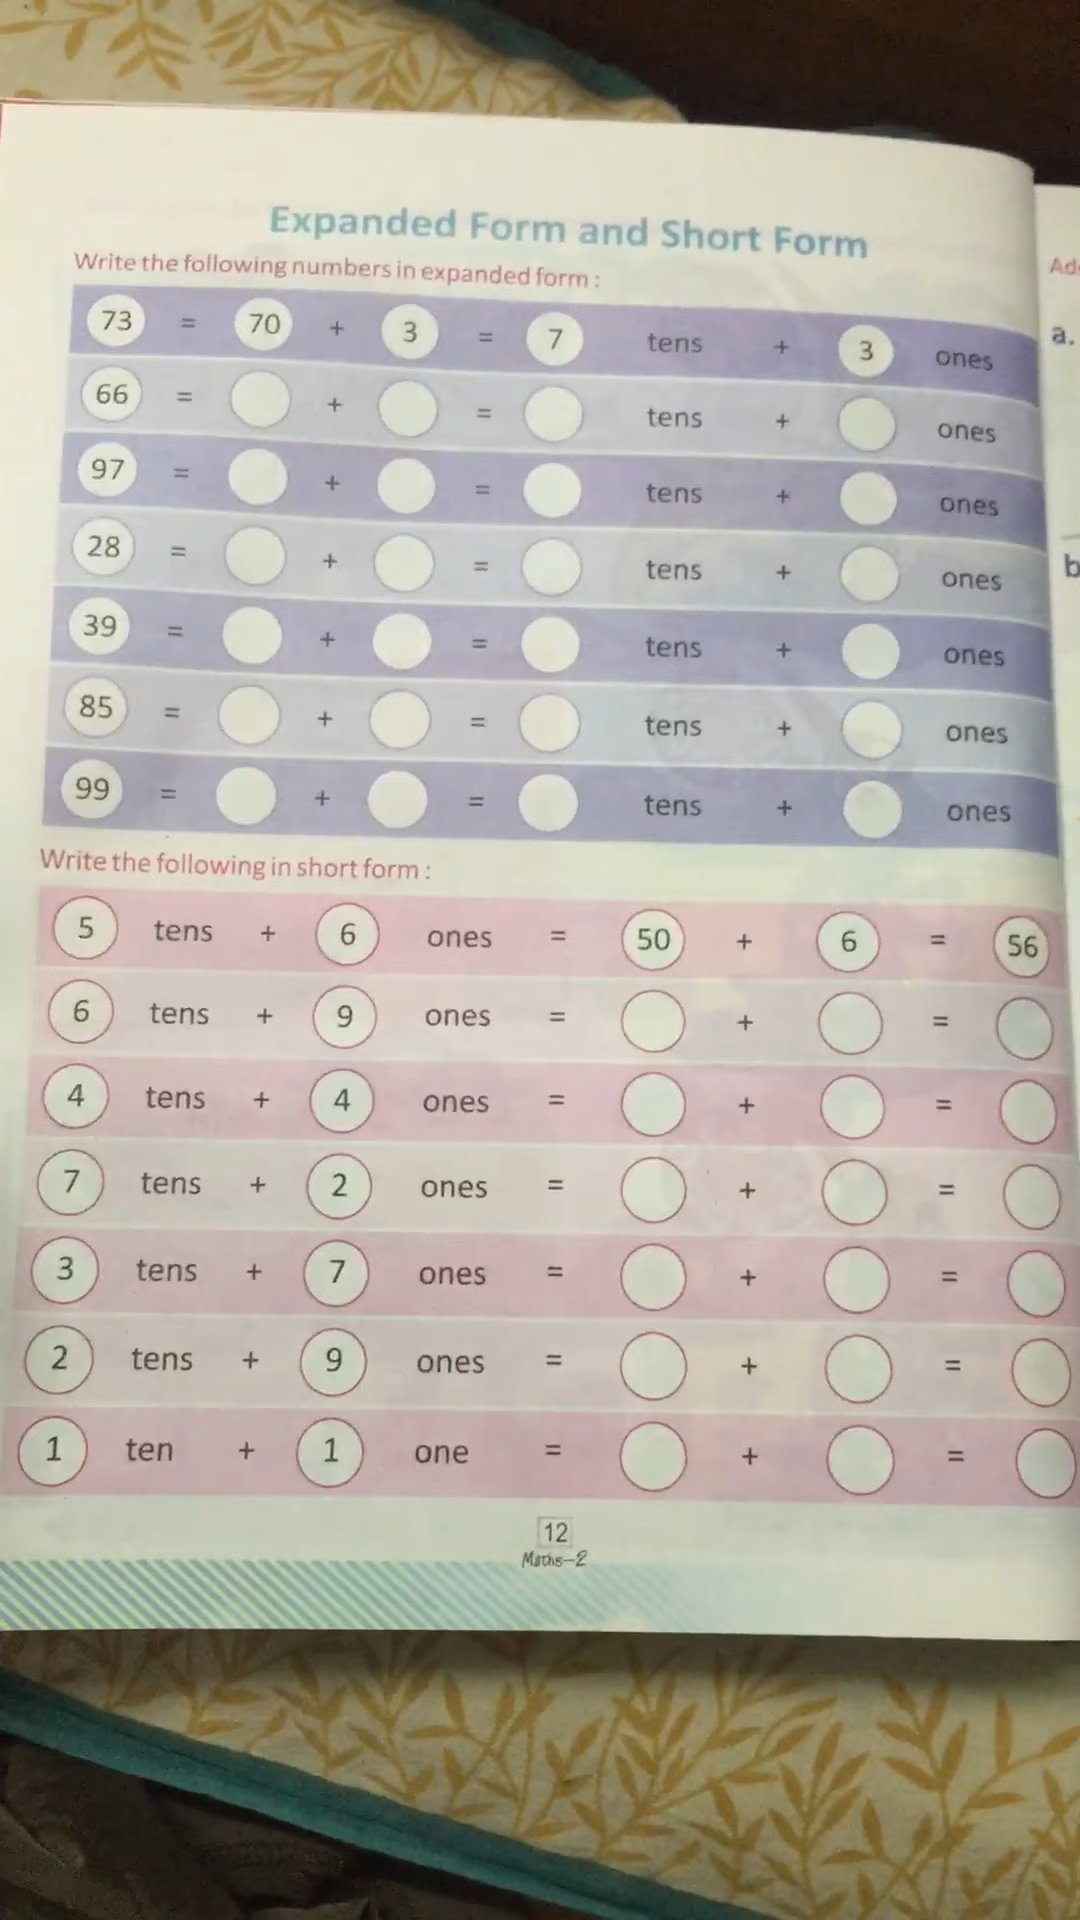 Expanded Form and Short Form
Write the following numbers in expanded form :
73 = 70 + 3 = 7 tens + 3 ones
66 = + = tens + ones
97 = + = tens + ones
28 = + = tens + ones
39 = + = tens + ones
85 = + = tens + ones
99 = + = tens + ones
Write the following in short form :
5 tens + 6 ones = 50 + 6 = 56
6 tens + 9 ones = + =
4 tens + 4 ones = + =
7 tens + 2 ones = + =
3 tens + 7 ones = + =
2 tens + 9 ones = + =
1 ten + 1 one = + =
12
Maths-2
a.
b